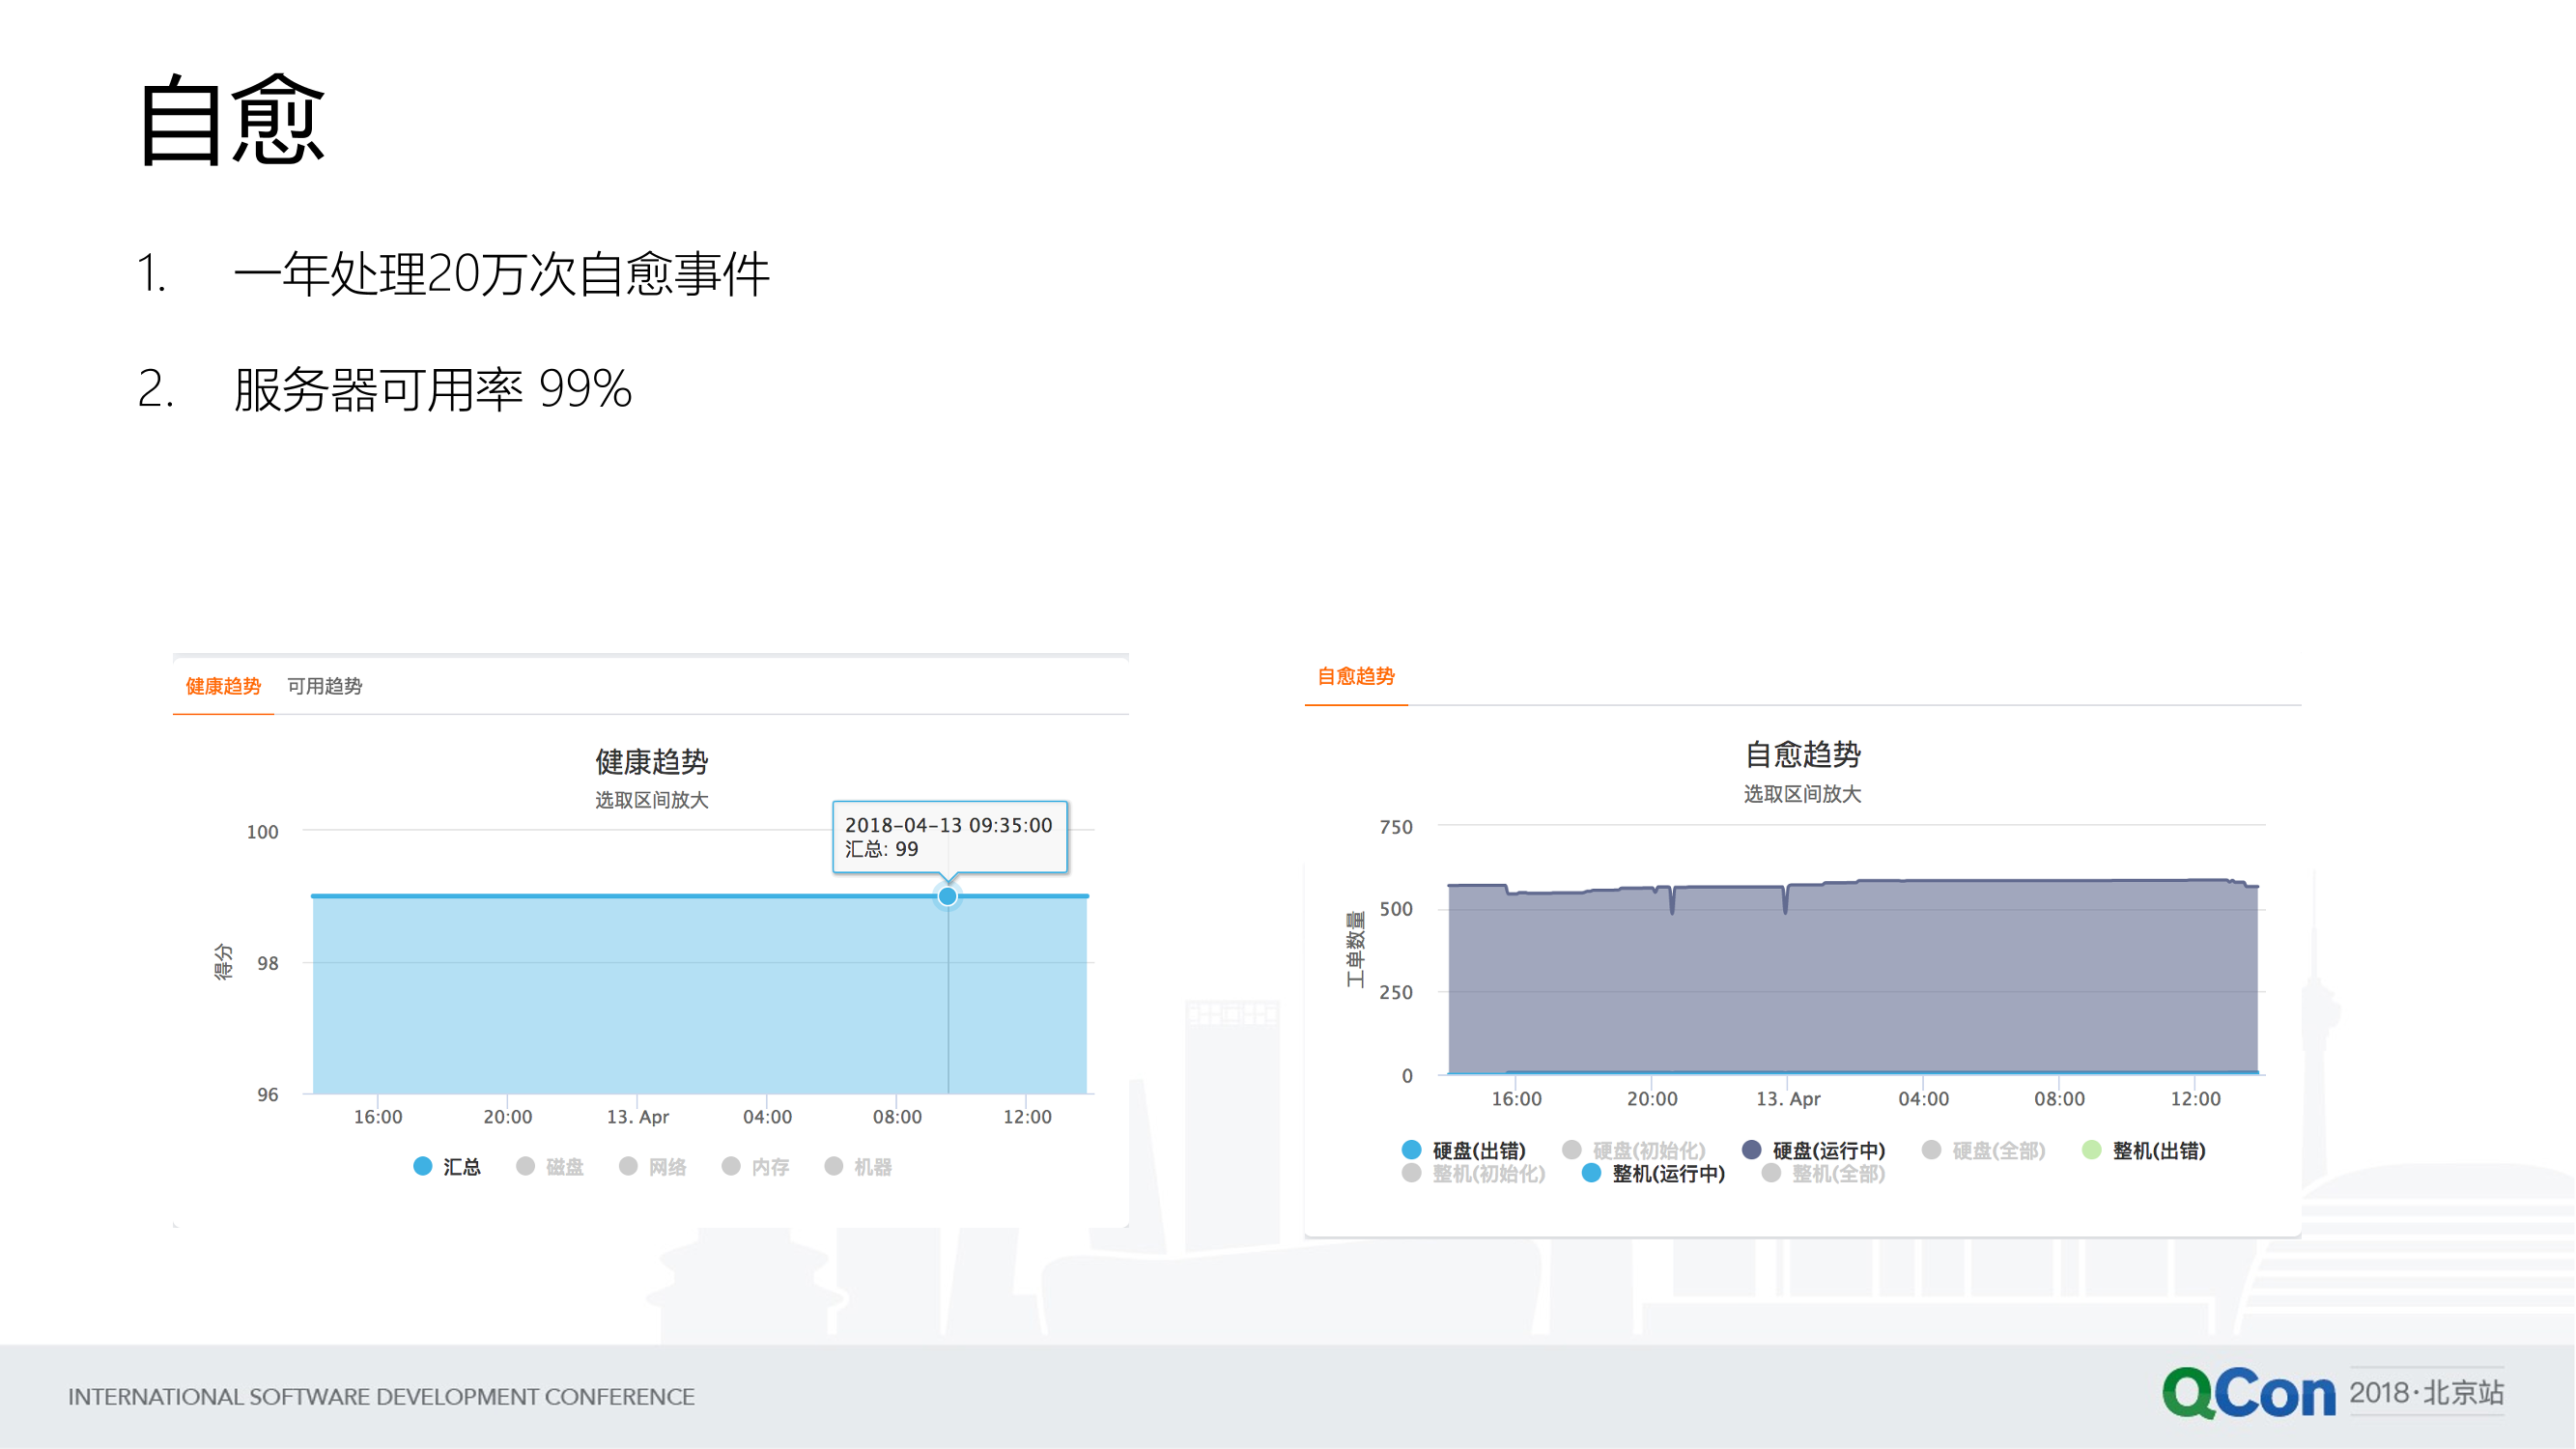 自愈
1. 一年处理20万次自愈事件
2. 服务器可用率 99%
健康趋势 可用趋势
健康趋势
选取区间放大
2018-04-13 09:35:00
汇总: 99
得分
100
98
96
16:00 20:00 13. Apr 04:00 08:00 12:00
汇总 磁盘 网络 内存 机器
自愈趋势
自愈趋势
选取区间放大
工单数量
750
500
250
0
16:00 20:00 13. Apr 04:00 08:00 12:00
硬盘(出错) 硬盘(初始化) 硬盘(运行中) 硬盘(全部) 整机(出错)
整机(初始化) 整机(运行中) 整机(全部)
INTERNATIONAL SOFTWARE DEVELOPMENT CONFERENCE
QCon 2018·北京站